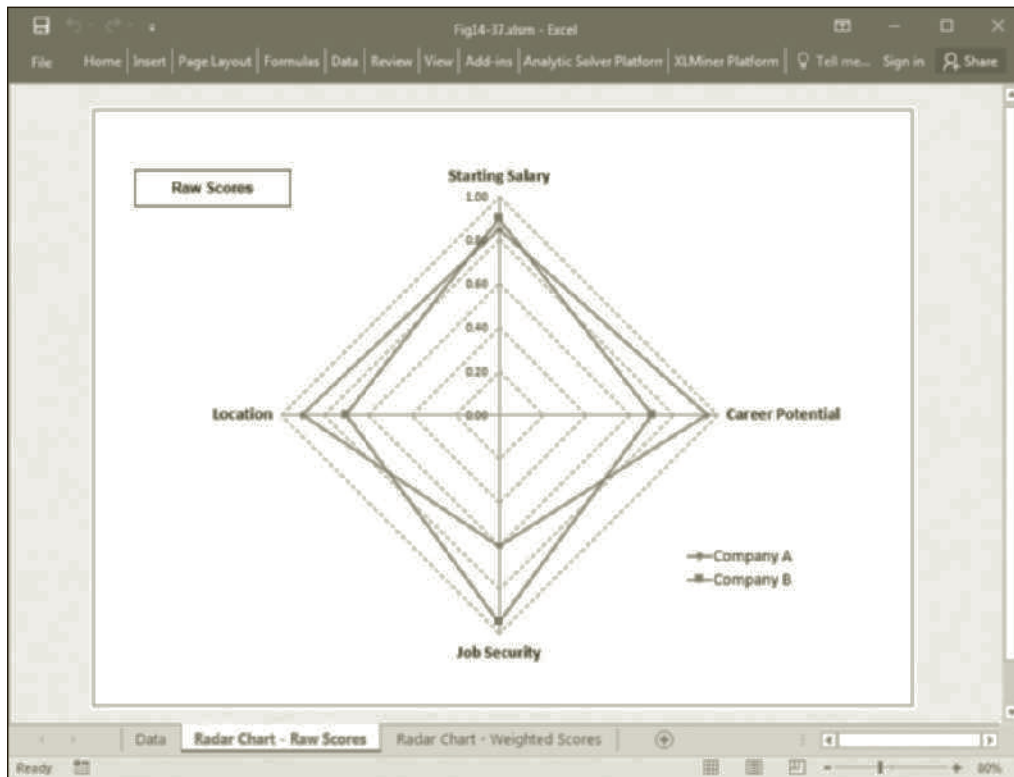 Fig14-37.xlsm - Excel
File Home Insert Page Layout Formulas Data Review View Add-ins Analytic Solver Platform XLMiner Platform Tell me... Sign in Share
Raw Scores
Starting Salary
1.00
0.80
0.60
0.40
0.20
Location 0.00 Career Potential
Company A
Company B
Job Security
Data Radar Chart - Raw Scores Radar Chart - Weighted Scores
Ready 80%